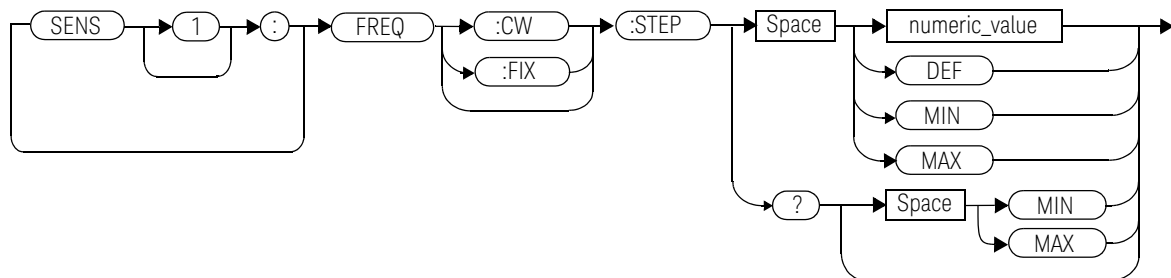 SENS 1 : FREQ :CW :STEP Space numeric_value
:FIX DEF
MIN
MAX
? Space MIN
MAX